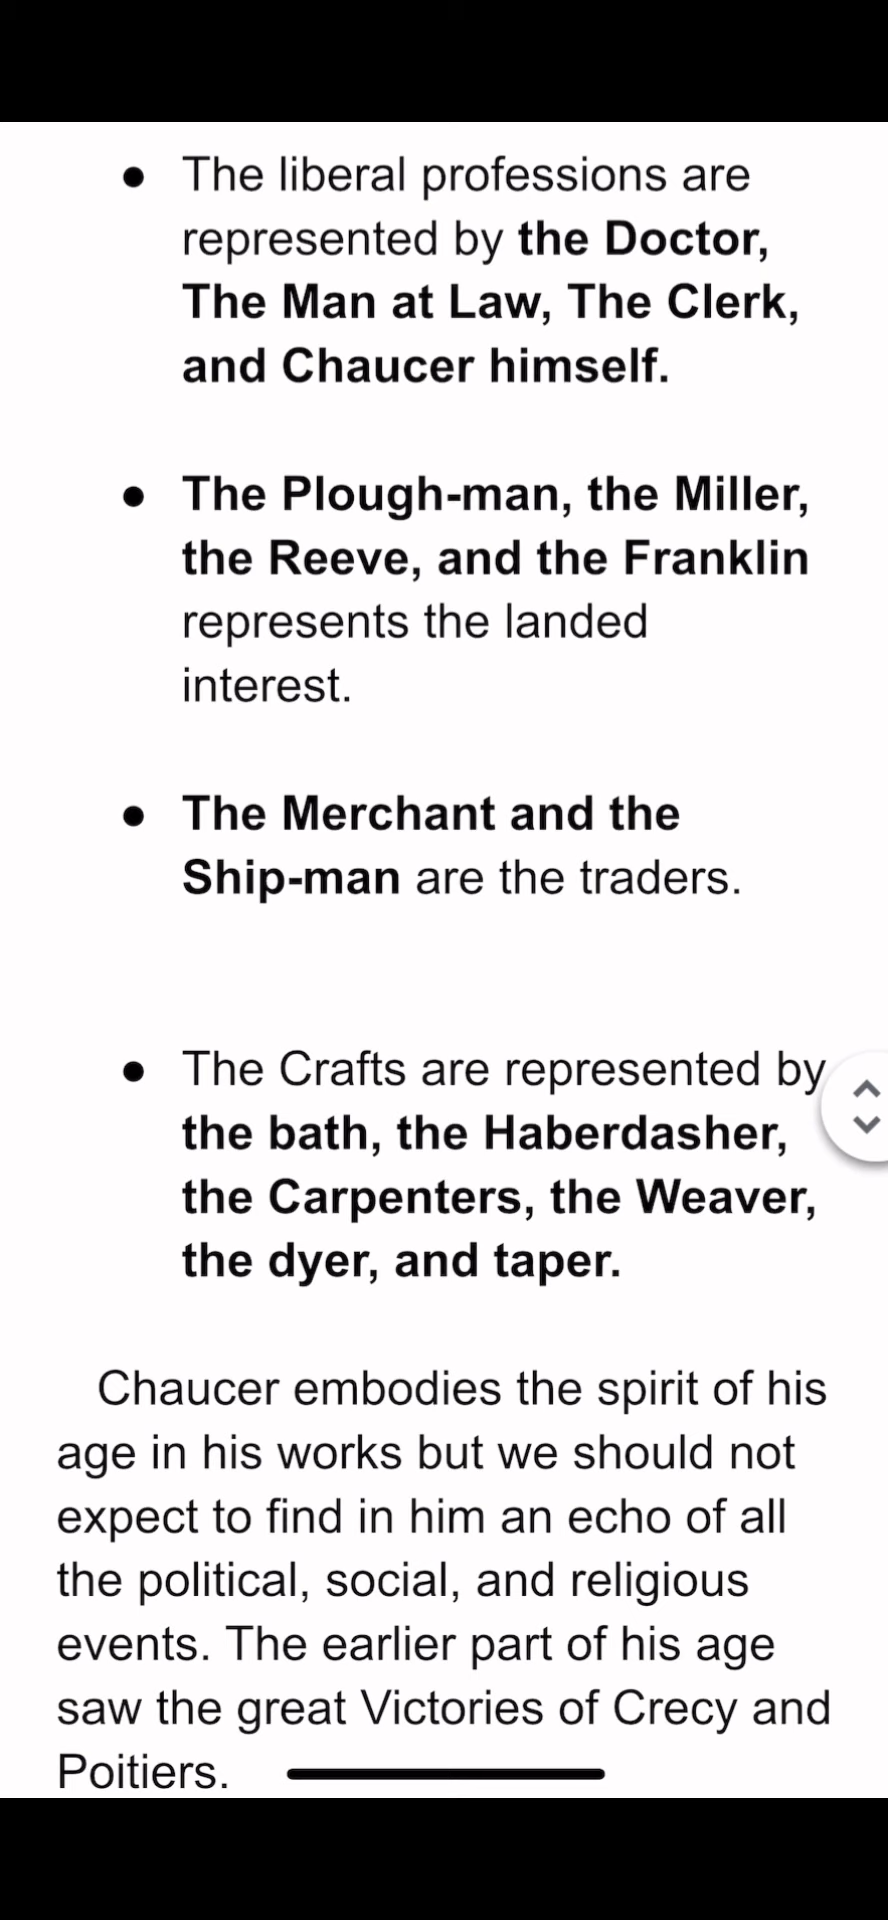 ● The liberal professions are
represented by the Doctor,
The Man at Law, The Clerk,
and Chaucer himself.
● The Plough-man, the Miller,
the Reeve, and the Franklin
represents the landed
interest.
● The Merchant and the
Ship-man are the traders.
● The Crafts are represented by
the bath, the Haberdasher,
the Carpenters, the Weaver,
the dyer, and taper.
Chaucer embodies the spirit of his
age in his works but we should not
expect to find in him an echo of all
the political, social, and religious
events. The earlier part of his age
saw the great Victories of Crecy and
Poitiers.